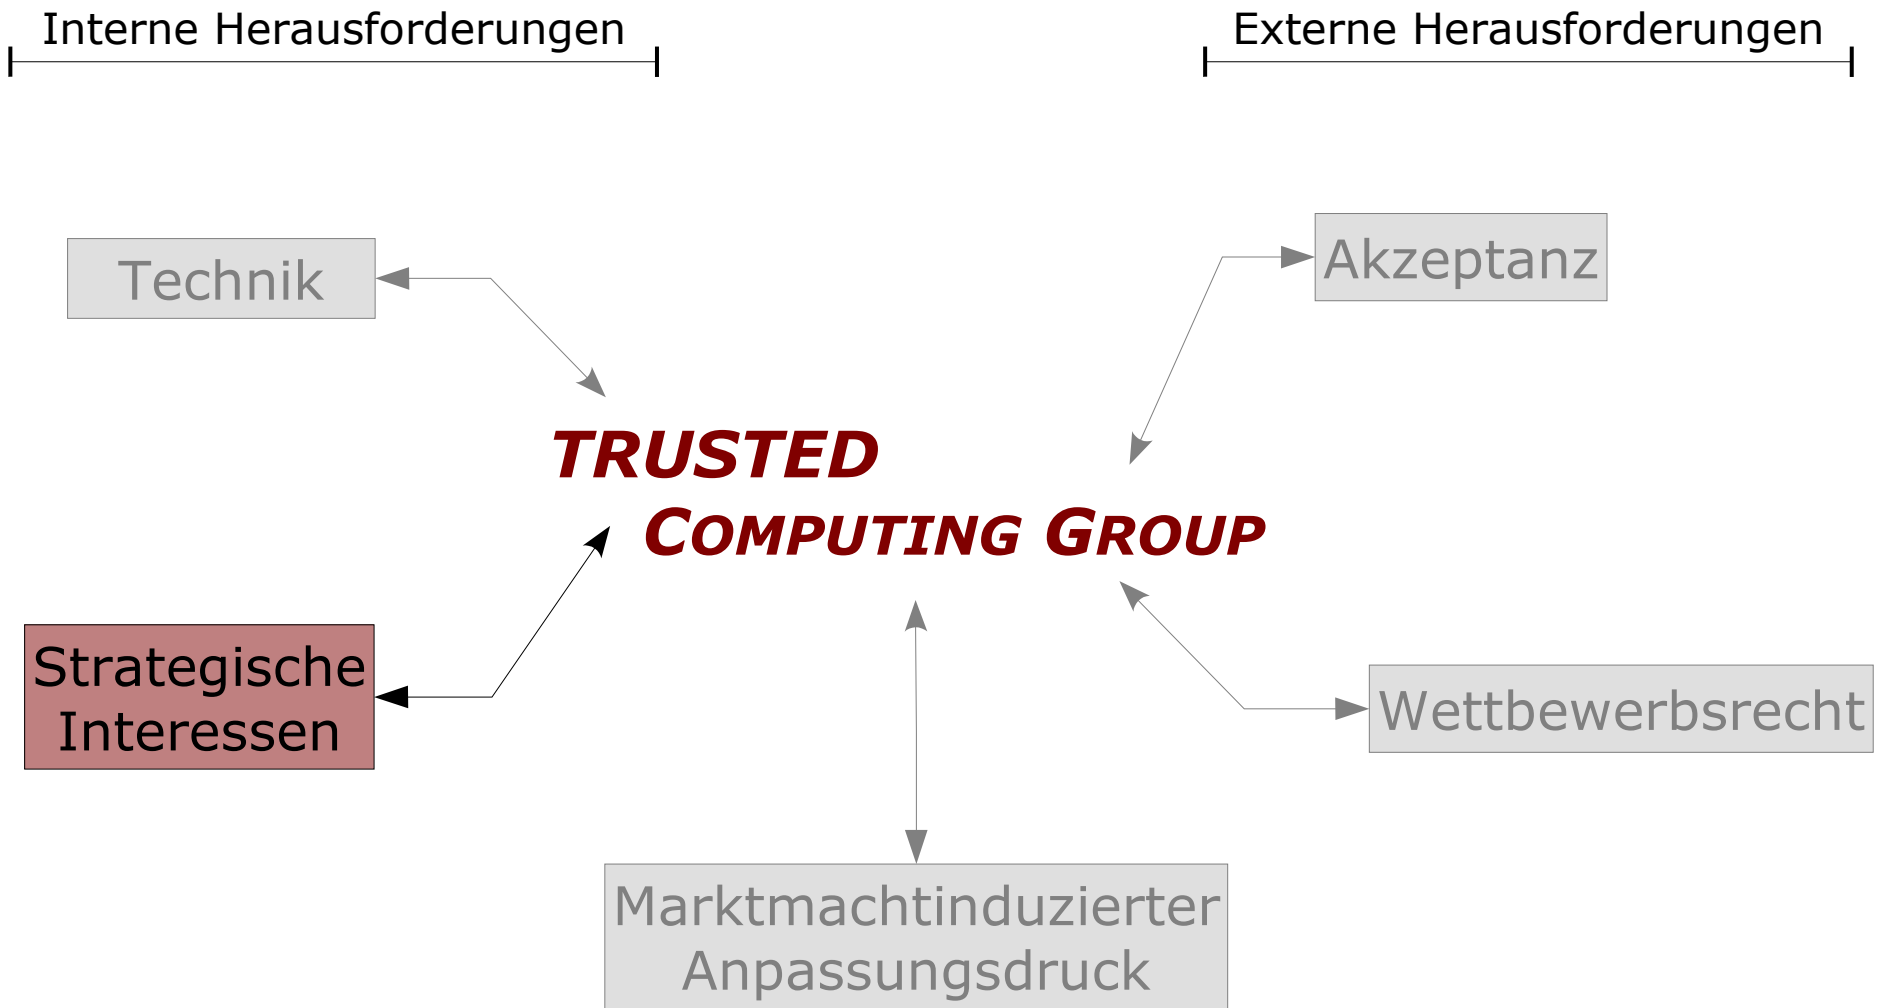 Interne Herausforderungen
Externe Herausforderungen
Technik
Akzeptanz
TRUSTED
COMPUTING GROUP
Strategische
Interessen
Wettbewerbsrecht
Marktmachtinduzierter
Anpassungsdruck